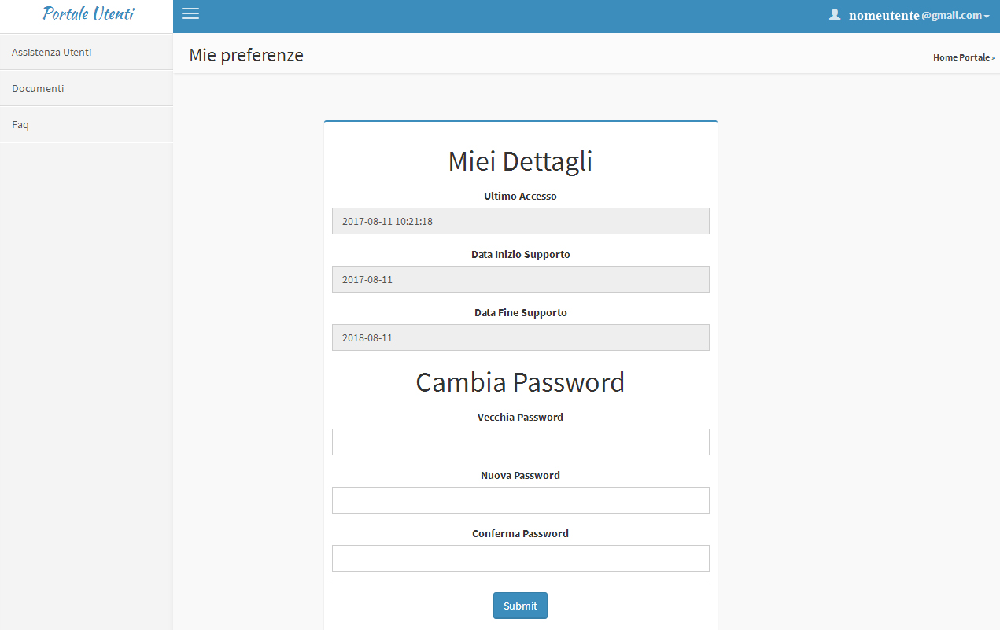 Portale Utenti
nomeutente@gmail.com
Assistenza Utenti
Documenti
Faq
Mie preferenze
Home Portale »
Miei Dettagli
Ultimo Accesso
2017-08-11 10:21:18
Data Inizio Supporto
2017-08-11
Data Fine Supporto
2018-08-11
Cambia Password
Vecchia Password
Nuova Password
Conferma Password
Submit